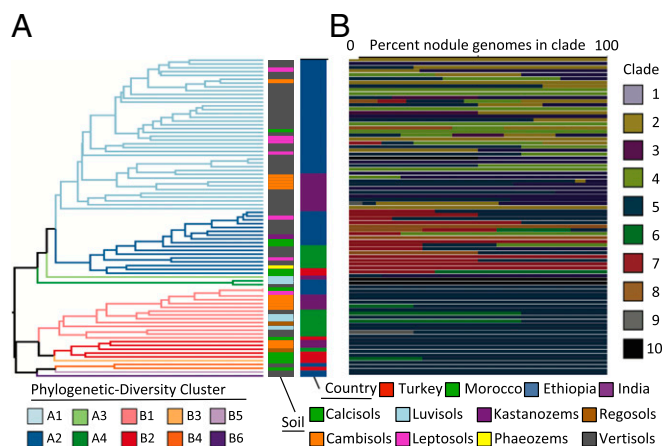 A
B
0 Percent nodule genomes in clade 100
Clade
1
2
3
4
5
6
7
8
9
10
Phylogenetic-Diversity Cluster
A1 A3 B1 B3 B5
A2 A4 B2 B4 B6
Soil
Country Turkey Morocco Ethiopia India
Calcisols Luvisols Kastanozems Regosols
Cambisols Leptosols Phaeozems Vertisols